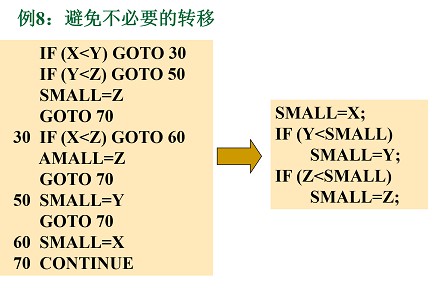 例8：避免不必要的转移
IF (X<Y) GOTO 30
IF (Y<Z) GOTO 50
SMALL=Z
GOTO 70
30 IF (X<Z) GOTO 60
AMALL=Z
GOTO 70
50 SMALL=Y
GOTO 70
60 SMALL=X
70 CONTINUE
SMALL=X;
IF (Y<SMALL)
SMALL=Y;
IF (Z<SMALL)
SMALL=Z;